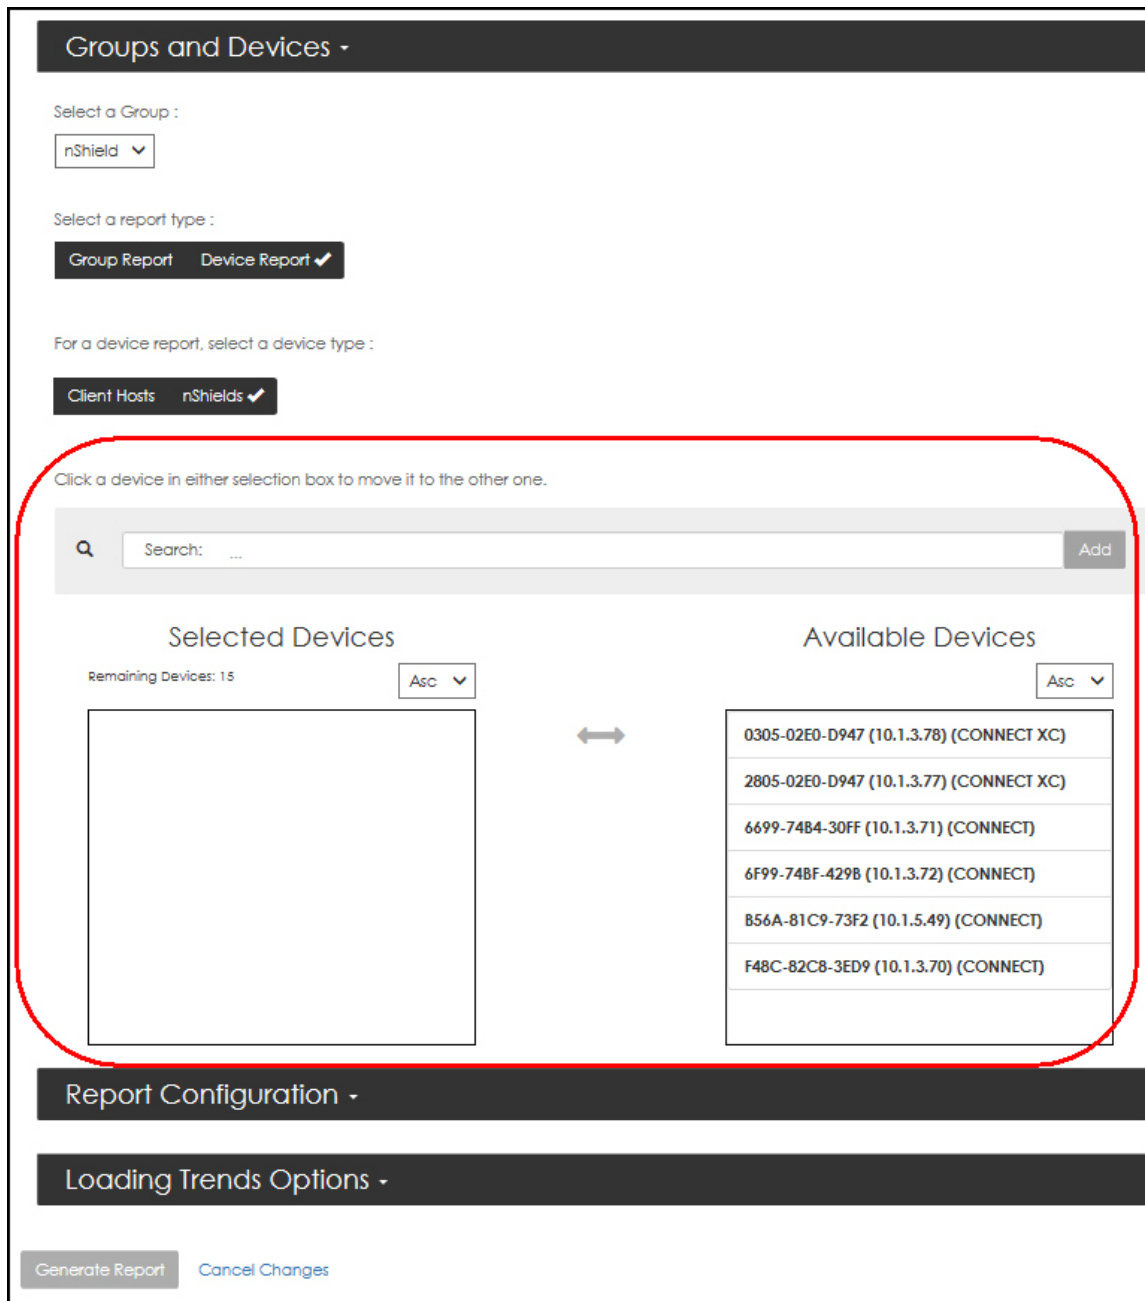 Groups and Devices
Select a Group :
nShield
Select a report type :
Group Report Device Report
For a device report, select a device type :
Client Hosts nShields
Click a device in either selection box to move it to the other one.
Search: ... Add
Selected Devices Available Devices
Remaining Devices: 15 Asc Asc
0305-02E0-D947 (10.1.3.78) (CONNECT XC)
2805-02E0-D947 (10.1.3.77) (CONNECT XC)
6699-74B4-30FF (10.1.3.71) (CONNECT)
6F99-74BF-429B (10.1.3.72) (CONNECT)
B56A-81C9-73F2 (10.1.5.49) (CONNECT)
F48C-82C8-3ED9 (10.1.3.70) (CONNECT)
Report Configuration
Loading Trends Options
Generate Report Cancel Changes